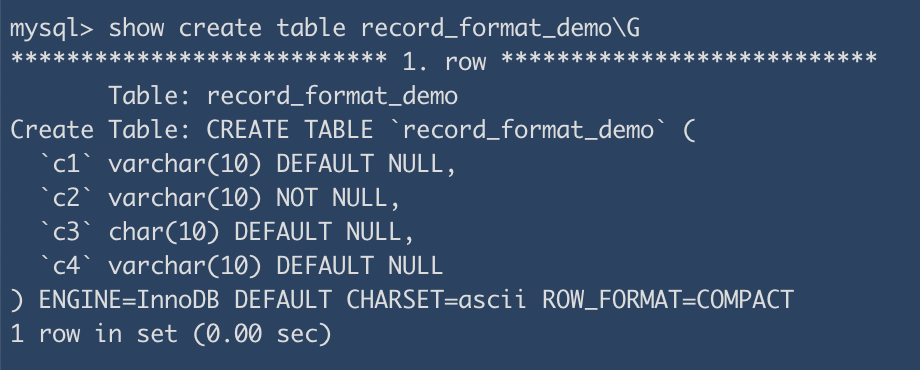 mysql> show create table record_format_demo\G
*************************** 1. row ***************************
Table: record_format_demo
Create Table: CREATE TABLE `record_format_demo` (
`c1` varchar(10) DEFAULT NULL,
`c2` varchar(10) NOT NULL,
`c3` char(10) DEFAULT NULL,
`c4` varchar(10) DEFAULT NULL
) ENGINE=InnoDB DEFAULT CHARSET=ascii ROW_FORMAT=COMPACT
1 row in set (0.00 sec)